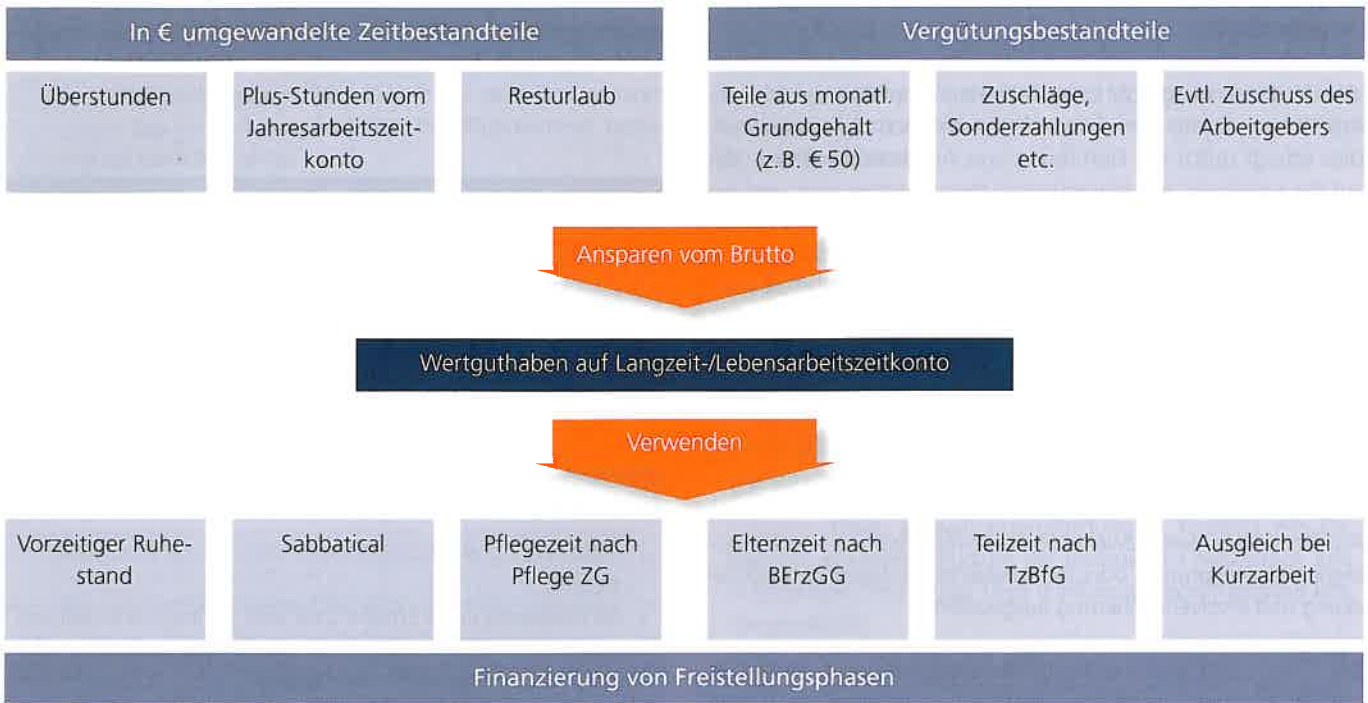 In € umgewandelte Zeitbestandteile
Vergütungsbestandteile
Überstunden
Plus-Stunden vom
Jahresarbeitszeit-
konto
Resturlaub
Teile aus monatl.
Grundgehalt
(z.B. € 50)
Zuschläge,
Sonderzahlungen
etc.
Evtl. Zuschuss des
Arbeitgebers
Ansparen vom Brutto
Wertguthaben auf Langzeit-/Lebensarbeitszeitkonto
Verwenden
Vorzeitiger Ruhe-
stand
Sabbatical
Pflegezeit nach
Pflege ZG
Elternzeit nach
BErzGG
Teilzeit nach
TzBfG
Ausgleich bei
Kurzarbeit
Finanzierung von Freistellungsphasen